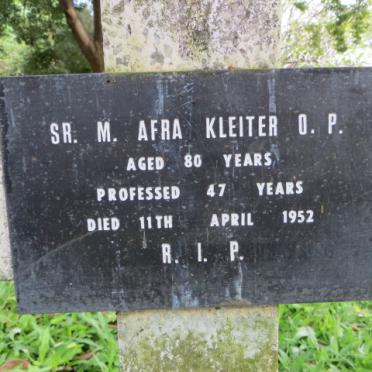 SR. M. AFRA KLEITER O. P.
AGED 80 YEARS
PROFESSED 47 YEARS
DIED 11TH APRIL 1952
R. I. P.